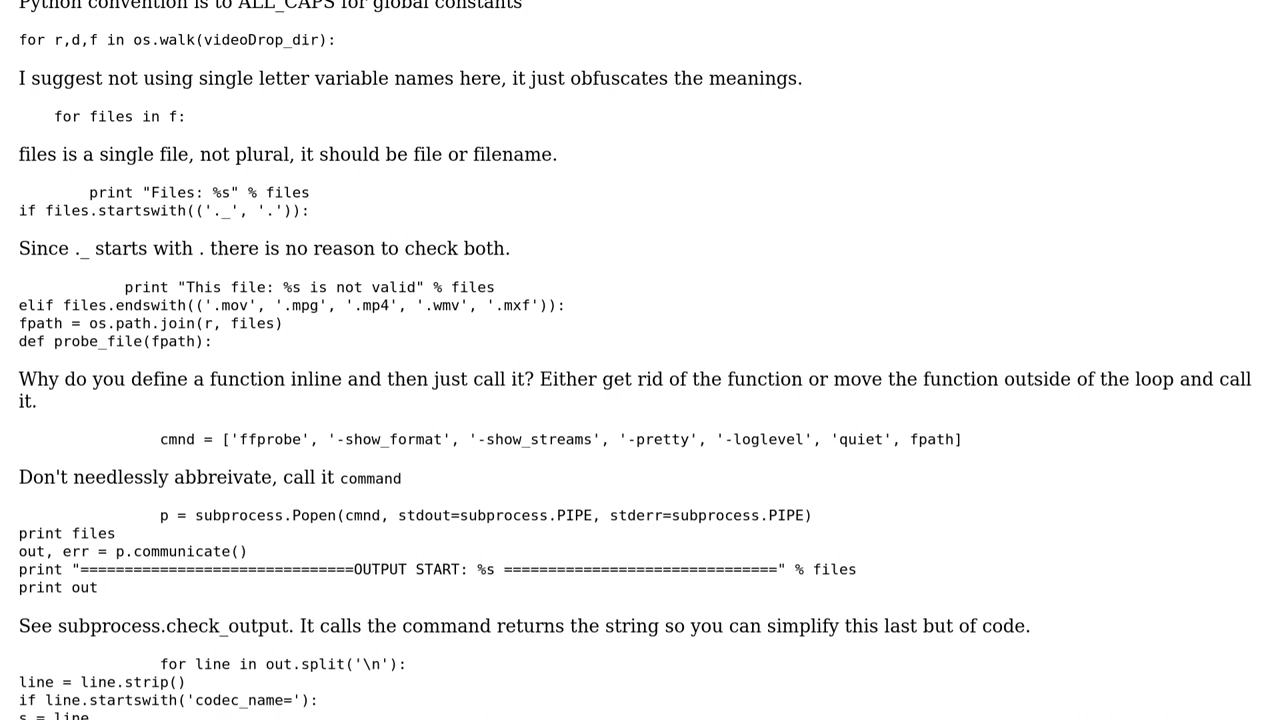 Python convention is to ALL_CAPS for global constants
for r,d,f in os.walk(videoDrop_dir):
I suggest not using single letter variable names here, it just obfuscates the meanings.
    for files in f:
files is a single file, not plural, it should be file or filename.
        print "Files: %s" % files
if files.startswith(('._', '.')):
Since ._ starts with . there is no reason to check both.
            print "This file: %s is not valid" % files
elif files.endswith(('.mov', '.mpg', '.mp4', '.wmv', '.mxf')):
fpath = os.path.join(r, files)
def probe_file(fpath):
Why do you define a function inline and then just call it? Either get rid of the function or move the function outside of the loop and call
it.
                cmnd = ['ffprobe', '-show_format', '-show_streams', '-pretty', '-loglevel', 'quiet', fpath]
Don't needlessly abbreivate, call it command
                p = subprocess.Popen(cmnd, stdout=subprocess.PIPE, stderr=subprocess.PIPE)
print files
out, err = p.communicate()
print "===============================OUTPUT START: %s ===============================" % files
print out
See subprocess.check_output. It calls the command returns the string so you can simplify this last but of code.
                for line in out.split('\n'):
line = line.strip()
if line.startswith('codec_name='):
s = line